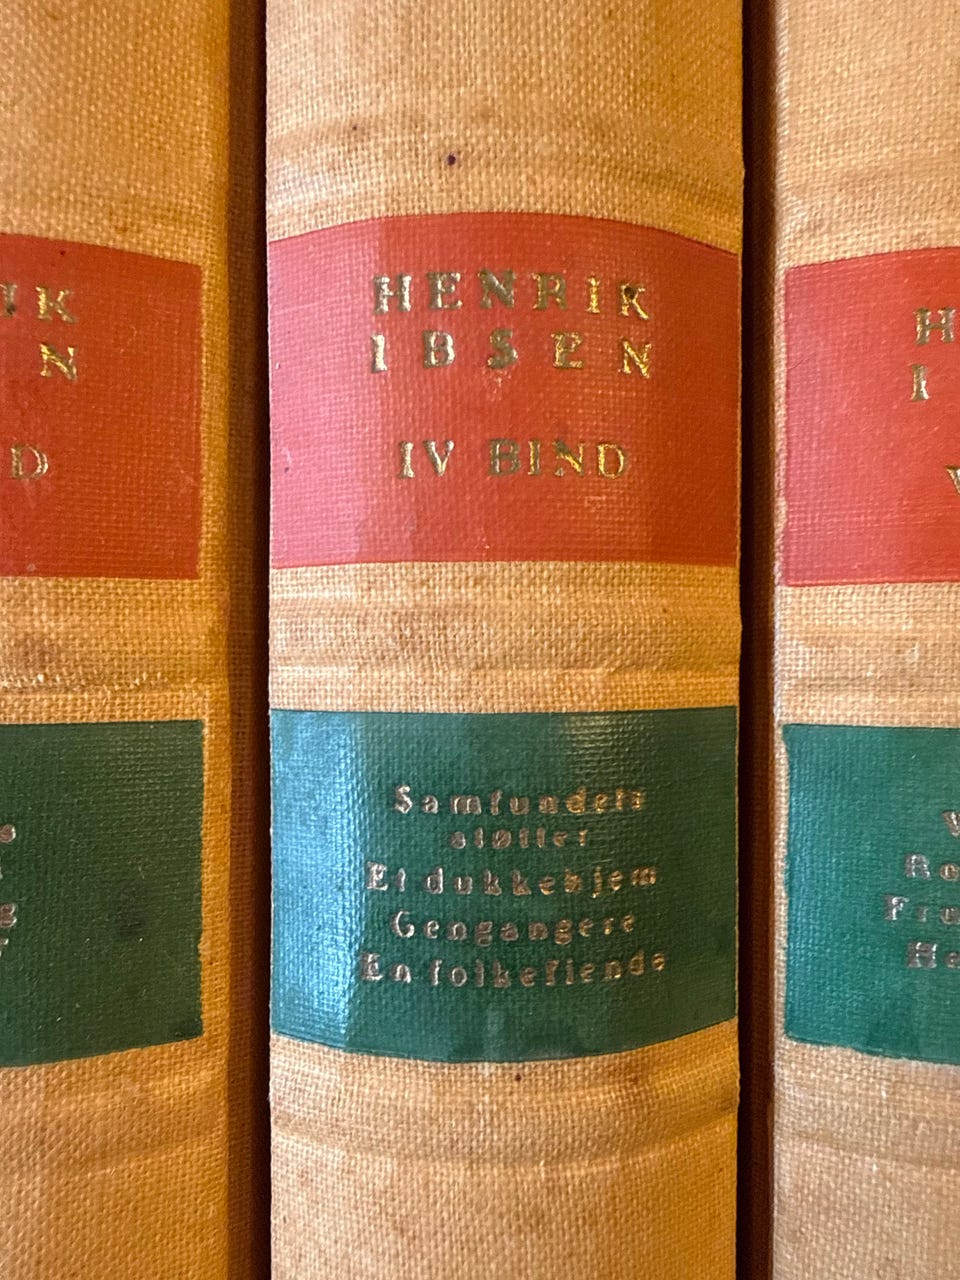 HENRIK
IBSEN
IV BIND
Samfundets
støtter
Et dukkehjem
Gengangere
En folkefiende